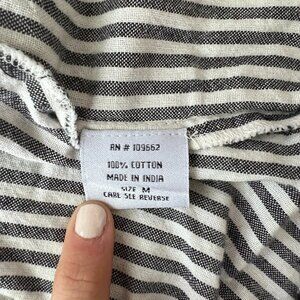 RN # 109662
100% COTTON
MADE IN INDIA
SIZE M
CARE SEE REVERSE